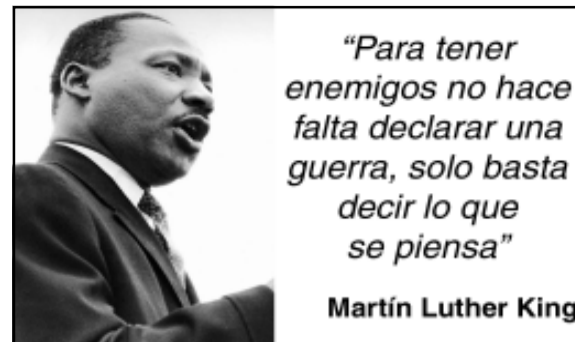 “Para tener
enemigos no hace
falta declarar una
guerra, solo basta
decir lo que
se piensa”
Martín Luther King